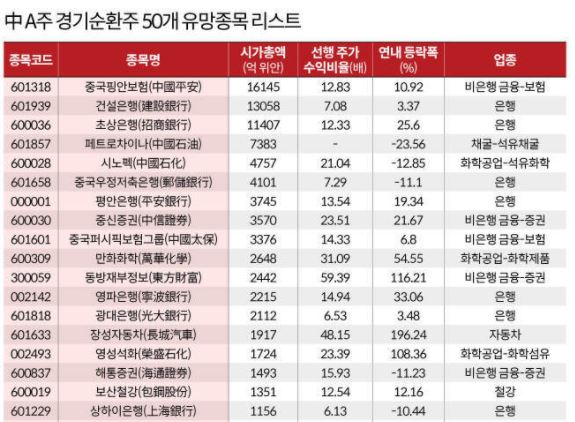 中 A주 경기순환주 50개 유망종목 리스트
종목코드 종목명 시가총액 (억 위안) 선행 주가 수익비율(배) 연내 등락폭 (%) 업종
601318 중국핑안보험(中國平安) 16145 12.83 10.92 비은행 금융-보험
601939 건설은행(建設銀行) 13058 7.08 3.37 은행
600036 초상은행(招商銀行) 11407 12.33 25.6 은행
601857 페트로차이나(中國石油) 7383 - -23.56 채굴-석유채굴
600028 시노펙(中國石化) 4757 21.04 -12.85 화학공업-석유화학
601658 중국우정저축은행(郵儲銀行) 4101 7.29 -11.1 은행
000001 평안은행(平安銀行) 3745 13.54 19.34 은행
600030 중신증권(中信證券) 3570 23.51 21.67 비은행 금융-증권
601601 중국퍼시픽보험그룹(中國太保) 3376 14.33 6.8 비은행 금융-보험
600309 만화화학(萬華化學) 2648 31.09 54.55 화학공업-화학제품
300059 동방재부정보(東方財富) 2442 59.39 116.21 비은행 금융-증권
002142 영파은행(寧波銀行) 2215 14.94 33.06 은행
601818 광대은행(光大銀行) 2112 6.53 3.48 은행
601633 장성자동차(長城汽車) 1917 48.15 196.24 자동차
002493 영성석화(榮盛石化) 1724 23.39 108.36 화학공업-화학섬유
600837 해통증권(海通證券) 1493 15.93 -11.23 비은행 금융-증권
600019 보산철강(包鋼股份) 1351 12.54 12.16 철강
601229 상하이은행(上海銀行) 1156 6.13 -10.44 은행